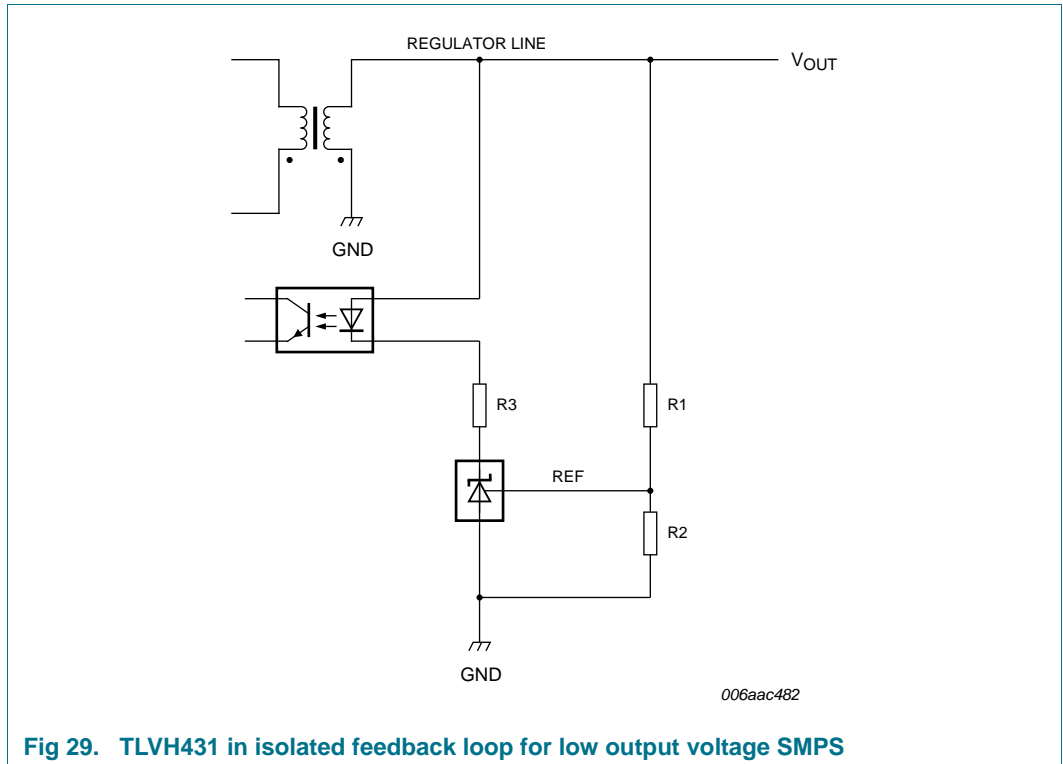 REGULATOR LINE
VOUT
GND
R3
R1
REF
R2
GND
006aac482
Fig 29. TLVH431 in isolated feedback loop for low output voltage SMPS